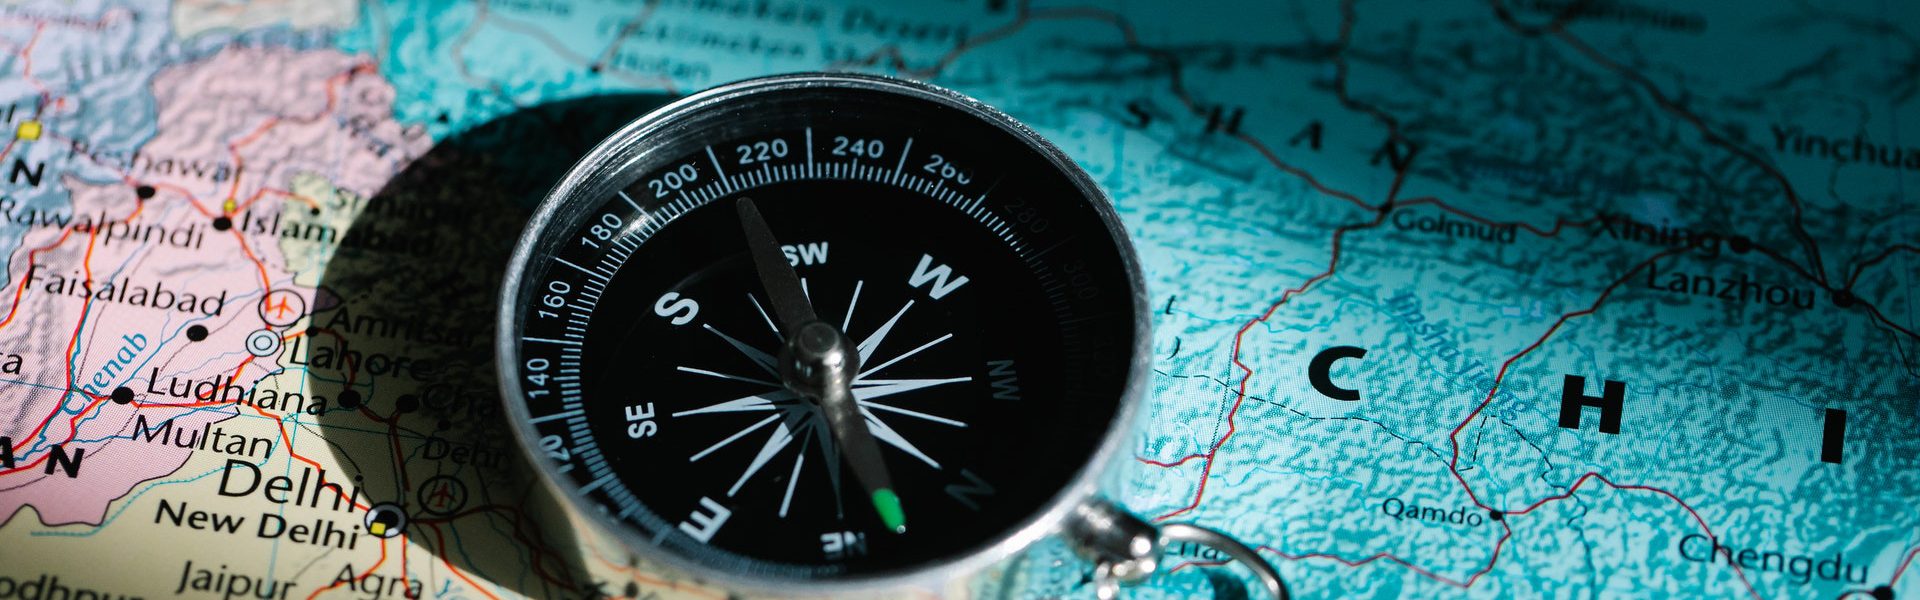 Desert
Peshawar
N
Rawalpindi
Islamabad
Faisalabad
Amritsar
Lahore
Chenab
Ludhiana
Multan
AN
Delhi
New Delhi
Jaipur
Agra
120
140
160
180
200
220
240
260
280
300
S
SW
W
NW
N
NE
E
SE
SHAN
Yinchua
Golmud
Xining
Lanzhou
C H I
Qamdo
Chengdu